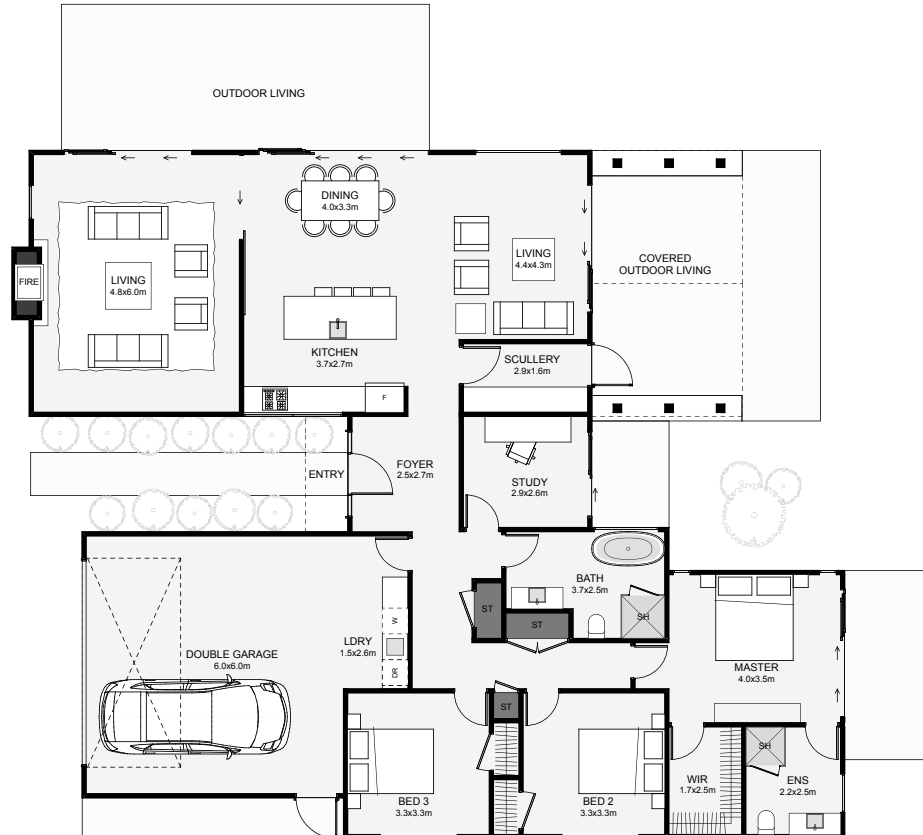 OUTDOOR LIVING
DINING
4.0x3.3m
LIVING
4.4x4.3m
COVERED
OUTDOOR LIVING
FIRE
LIVING
4.8x6.0m
KITCHEN
3.7x2.7m
SCULLERY
2.9x1.6m
F
ENTRY
FOYER
2.5x2.7m
STUDY
2.9x2.6m
BATH
3.7x2.5m
ST
ST
SH
W
LDRY
1.5x2.6m
DR
DOUBLE GARAGE
6.0x6.0m
MASTER
4.0x3.5m
ST
SH
BED 3
3.3x3.3m
BED 2
3.3x3.3m
WIR
1.7x2.5m
ENS
2.2x2.5m